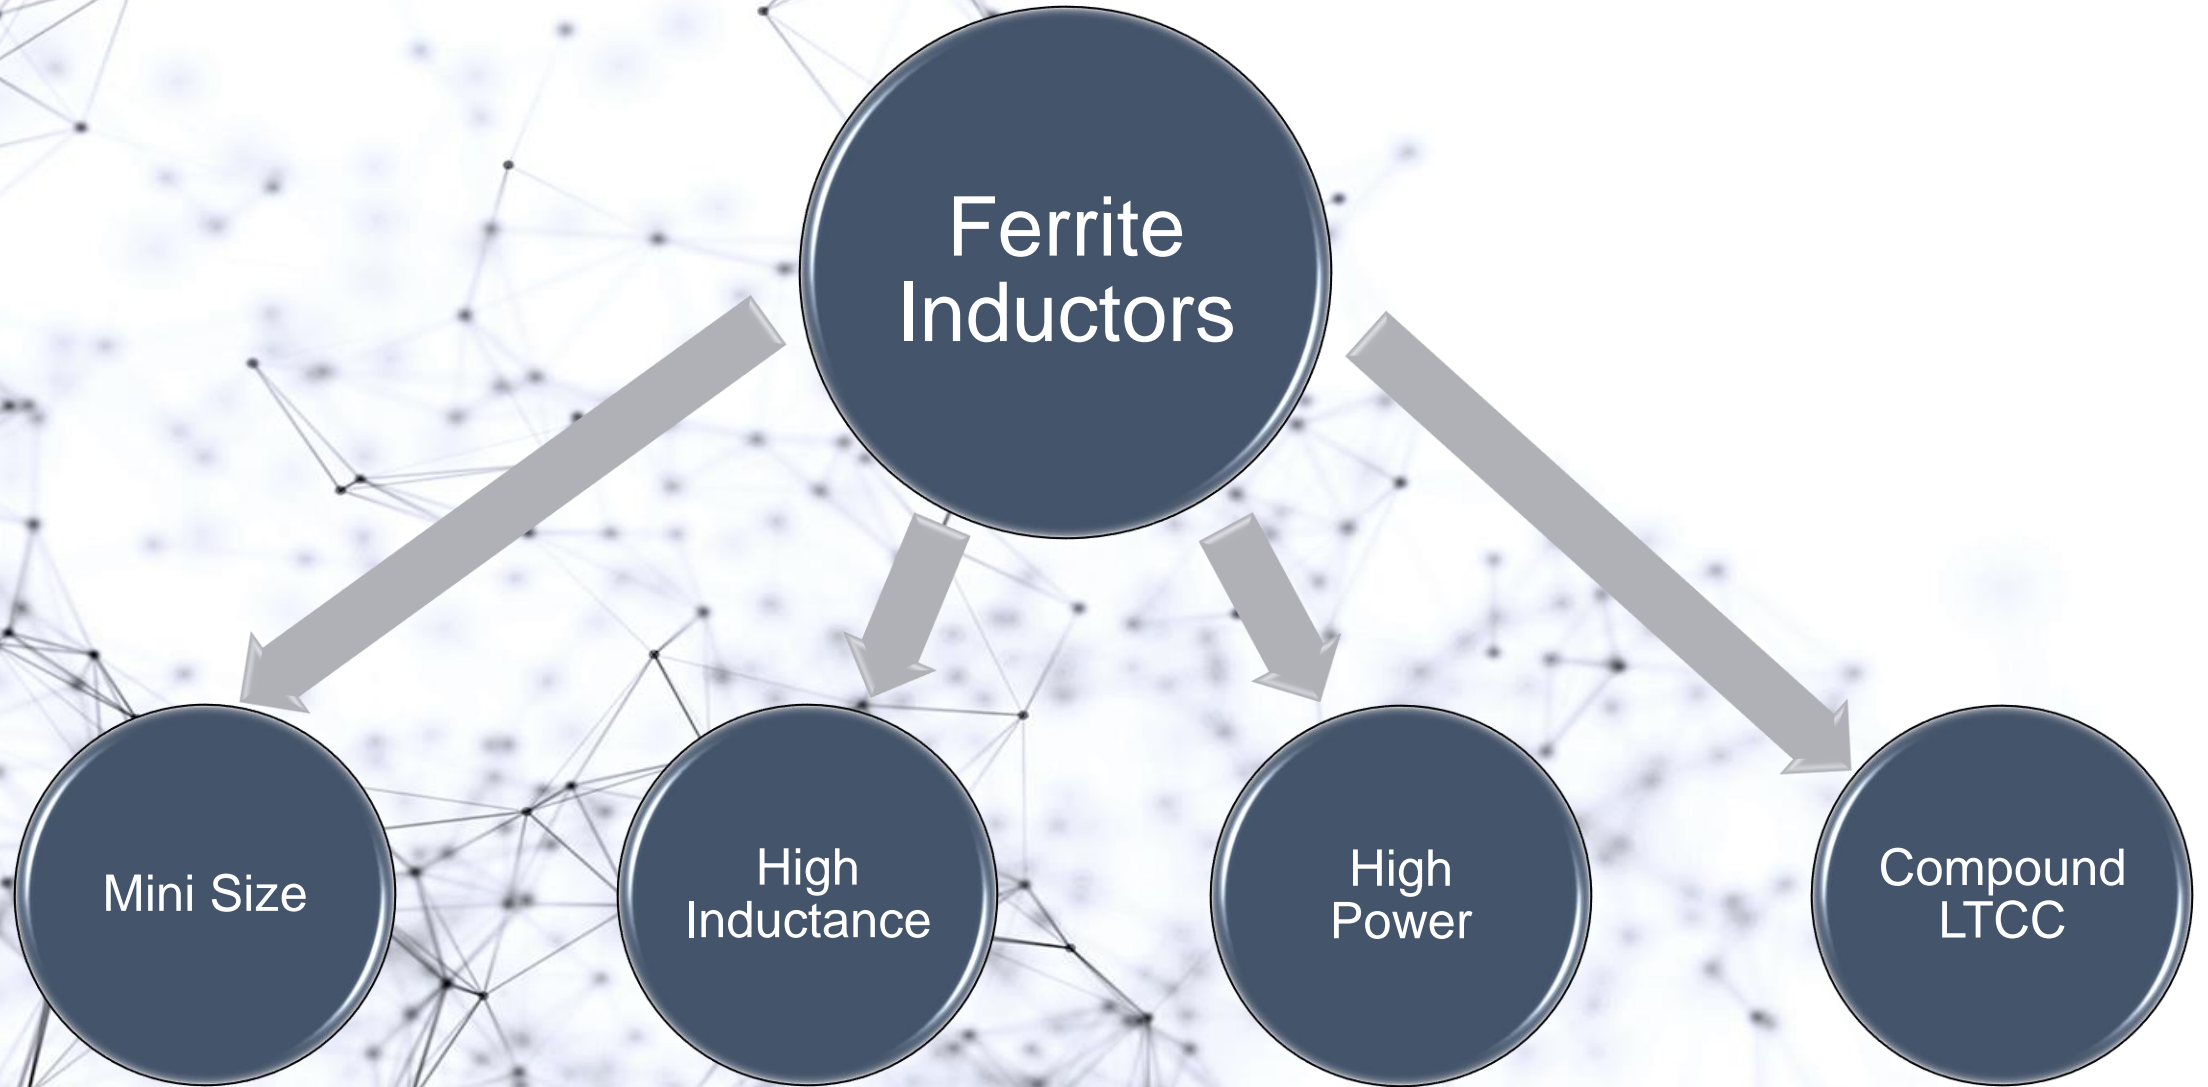 Ferrite
Inductors
Mini Size
High
Inductance
High
Power
Compound
LTCC